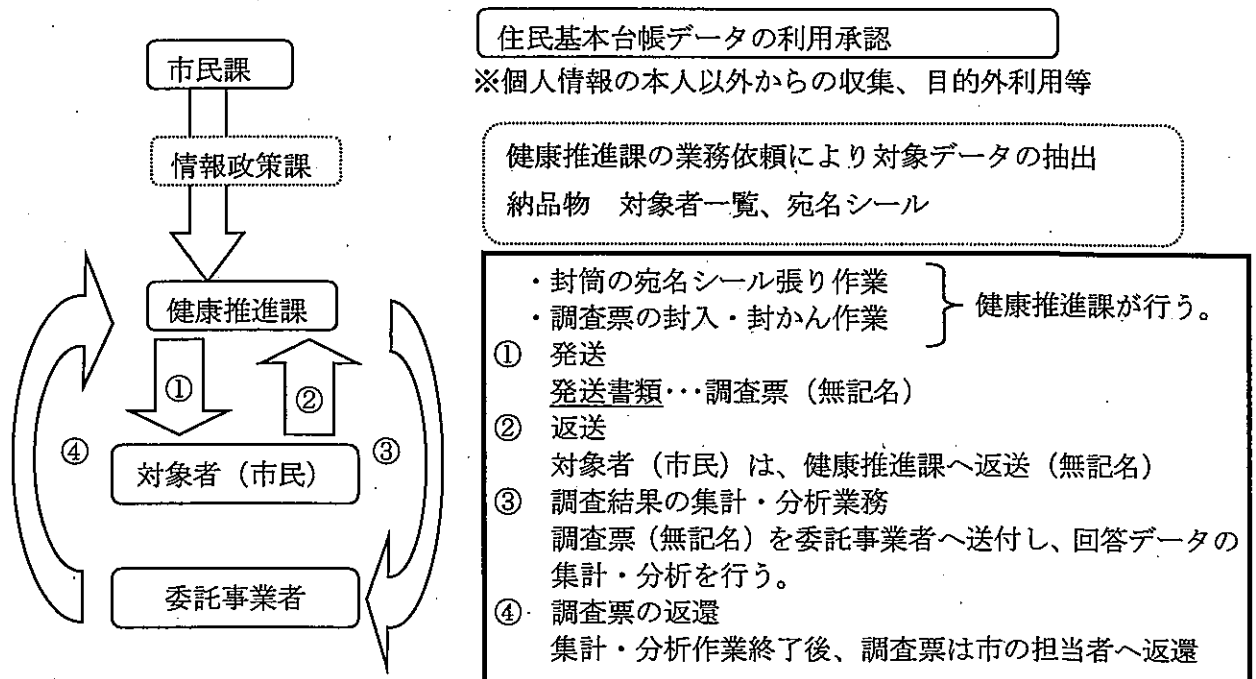 市民課
情報政策課
健康推進課
①
②
④
対象者（市民）
③
委託事業者
住民基本台帳データの利用承認
※個人情報の本人以外からの収集、目的外利用等
健康推進課の業務依頼により対象データの抽出
納品物　対象者一覧、宛名シール
・封筒の宛名シール張り作業
・調査票の封入・封かん作業
健康推進課が行う。
①　発送
発送書類･･･調査票（無記名）
②　返送
対象者（市民）は、健康推進課へ返送（無記名）
③　調査結果の集計・分析業務
調査票（無記名）を委託事業者へ送付し、回答データの
集計・分析を行う。
④　調査票の返還
集計・分析作業終了後、調査票は市の担当者へ返還